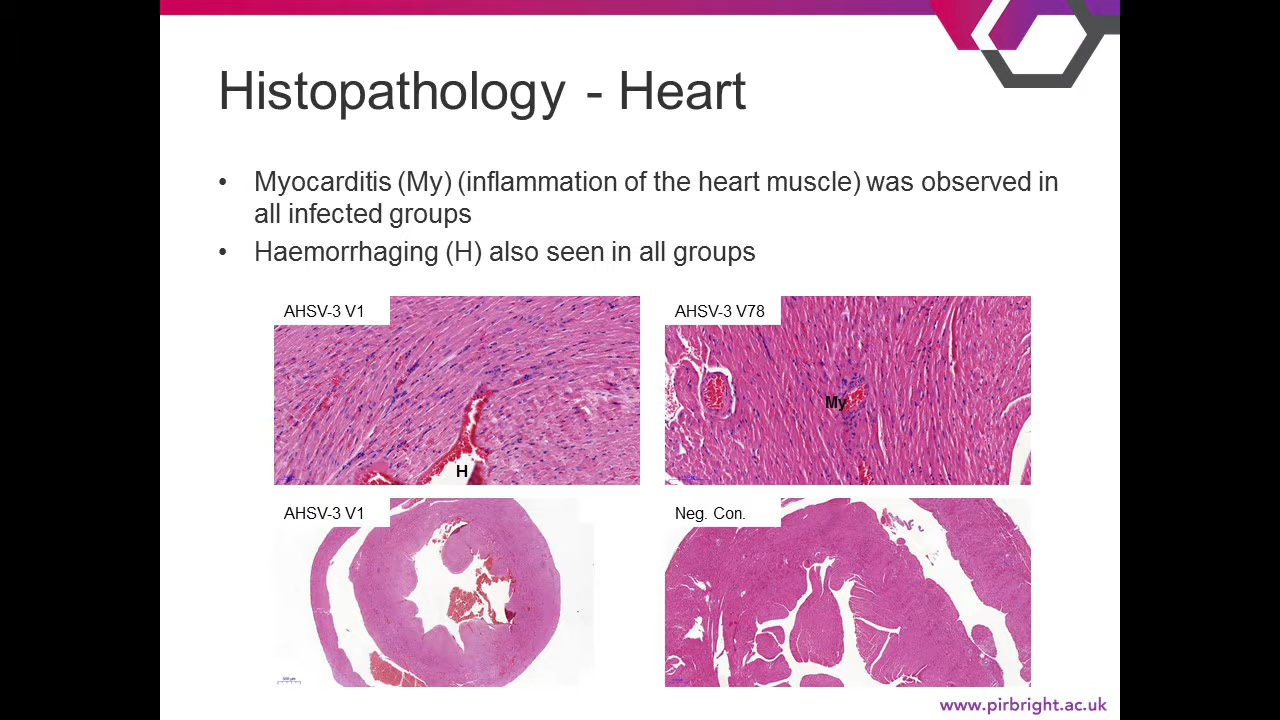 Histopathology - Heart
• Myocarditis (My) (inflammation of the heart muscle) was observed in
all infected groups
• Haemorrhaging (H) also seen in all groups
AHSV-3 V1
AHSV-3 V78
H
My
AHSV-3 V1
Neg. Con.
www.pirbright.ac.uk